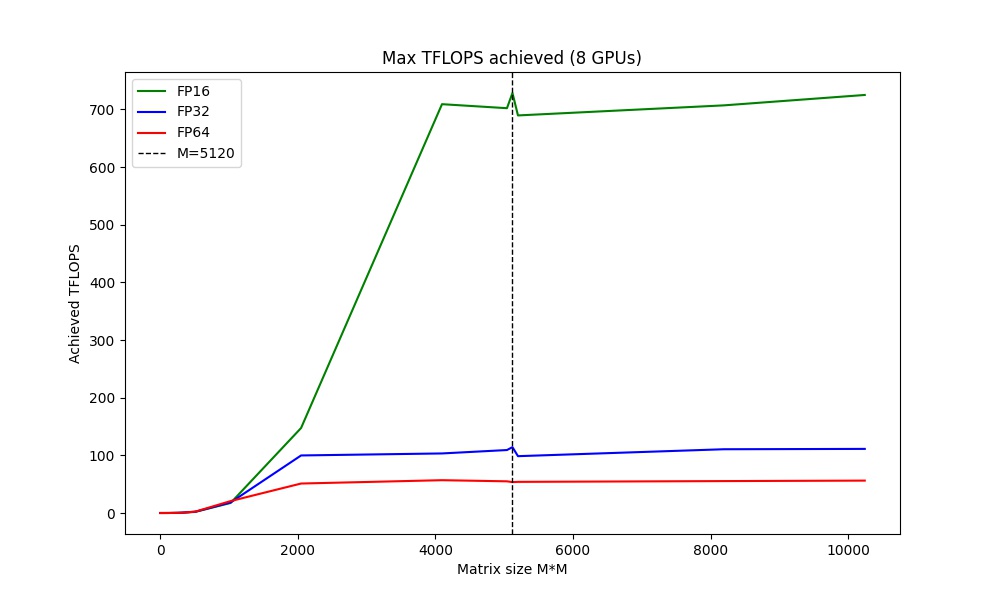 Max TFLOPS achieved (8 GPUs)
FP16
FP32
FP64
M=5120
Achieved TFLOPS
700
600
500
400
300
200
100
0
0
2000
4000
6000
8000
10000
Matrix size M*M